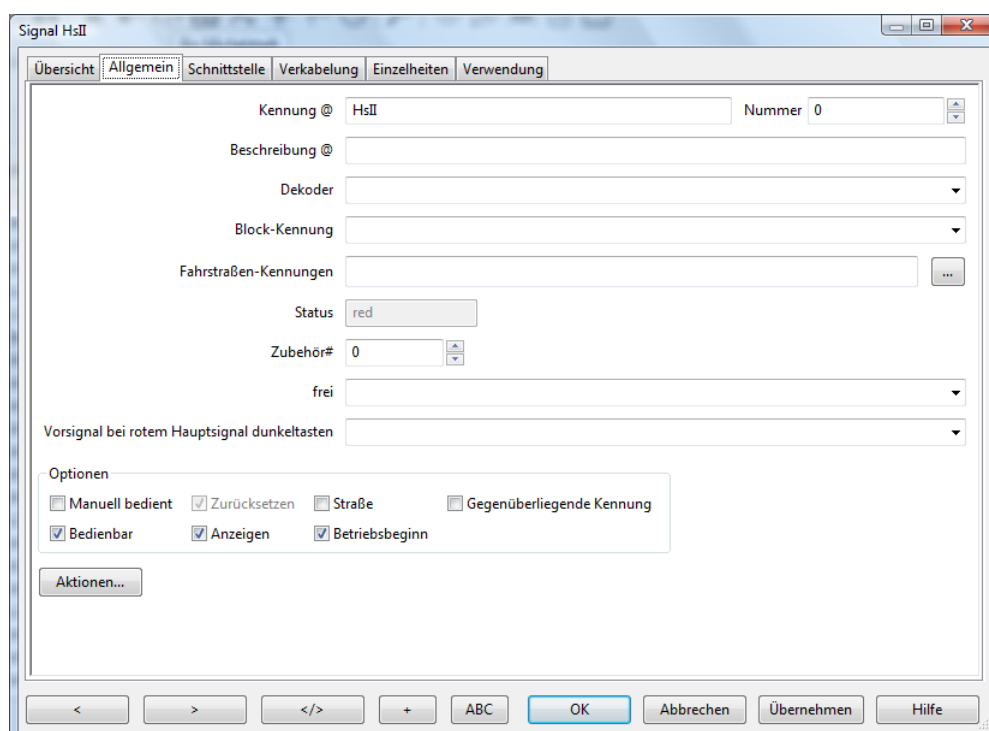 Signal HsII
Übersicht Allgemein Schnittstelle Verkabelung Einzelheiten Verwendung
Kennung @ HsII Nummer 0
Beschreibung @
Dekoder
Block-Kennung
Fahrstraßen-Kennungen ...
Status red
Zubehör# 0
frei
Vorsignal bei rotem Hauptsignal dunkeltasten
Optionen
Manuell bedient Zurücksetzen Straße Gegenüberliegende Kennung
Bedienbar Anzeigen Betriebsbeginn
Aktionen...
< > </> + ABC OK Abbrechen Übernehmen Hilfe